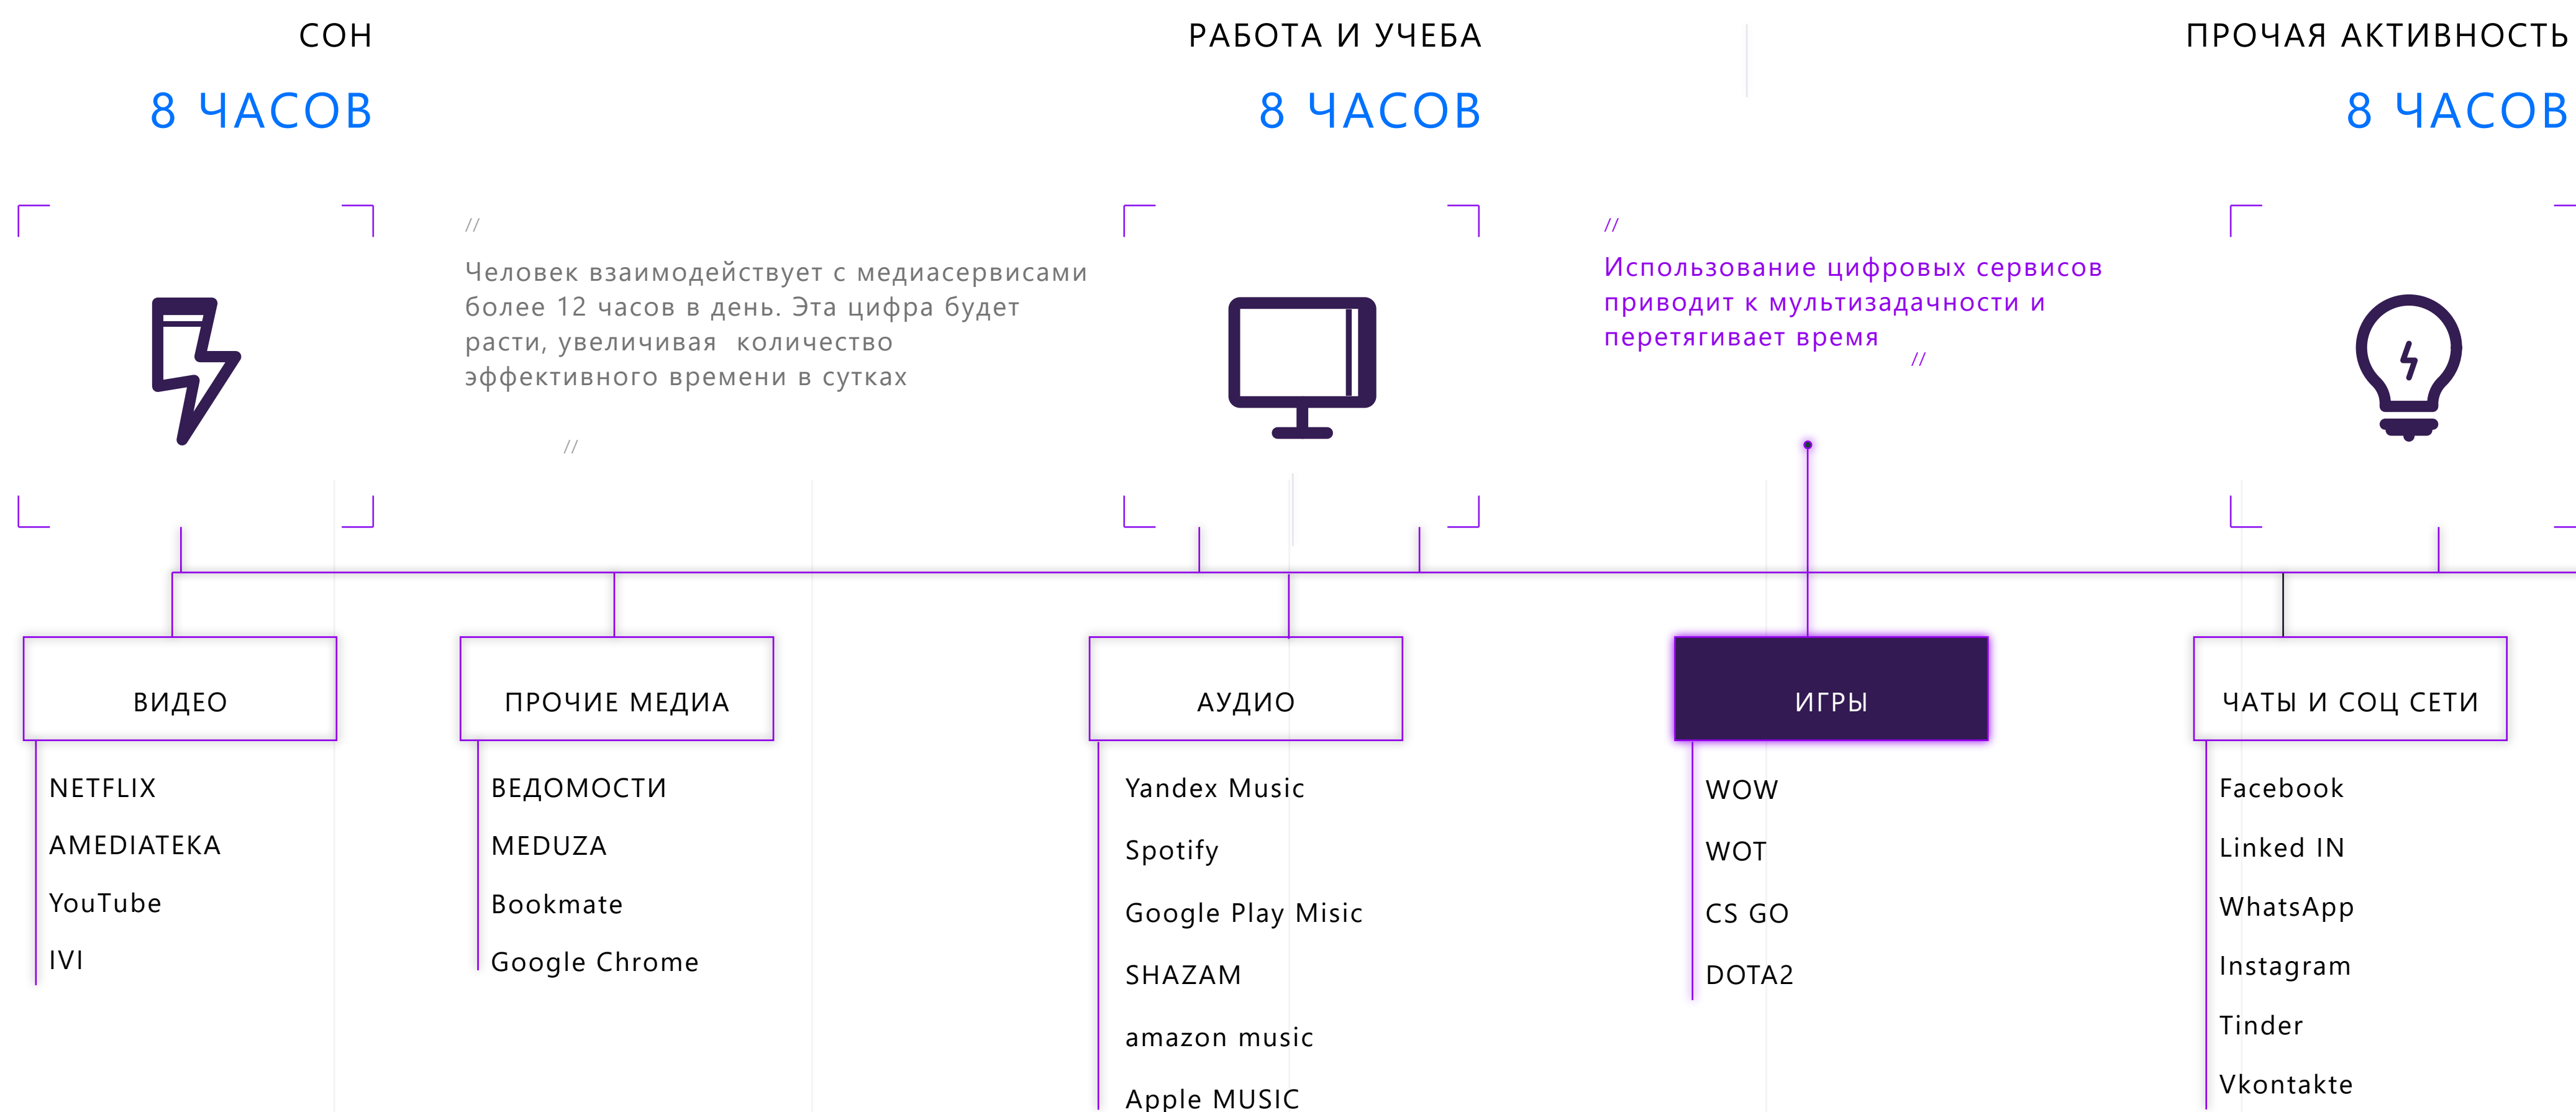 СОН
8 ЧАСОВ
РАБОТА И УЧЕБА
8 ЧАСОВ
ПРОЧАЯ АКТИВНОСТЬ
8 ЧАСОВ
//
Человек взаимодействует с медиасервисами
более 12 часов в день. Эта цифра будет
расти, увеличивая количество
эффективного времени в сутках
//
//
Использование цифровых сервисов
приводит к мультизадачности и
перетягивает время
//
ВИДЕО
NETFLIX
AMEDIATEKA
YouTube
IVI
ПРОЧИЕ МЕДИА
ВЕДОМОСТИ
MEDUZA
Bookmate
Google Chrome
АУДИО
Yandex Music
Spotify
Google Play Misic
SHAZAM
amazon music
Apple MUSIC
ИГРЫ
WOW
WOT
CS GO
DOTA2
ЧАТЫ И СОЦ СЕТИ
Facebook
Linked IN
WhatsApp
Instagram
Tinder
Vkontakte